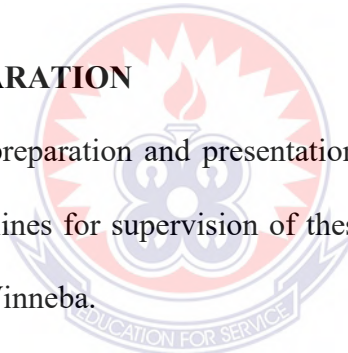 ARATION
preparation and presentation
lines for supervision of thes
Winneba.
EDUCATION FOR SERVICE